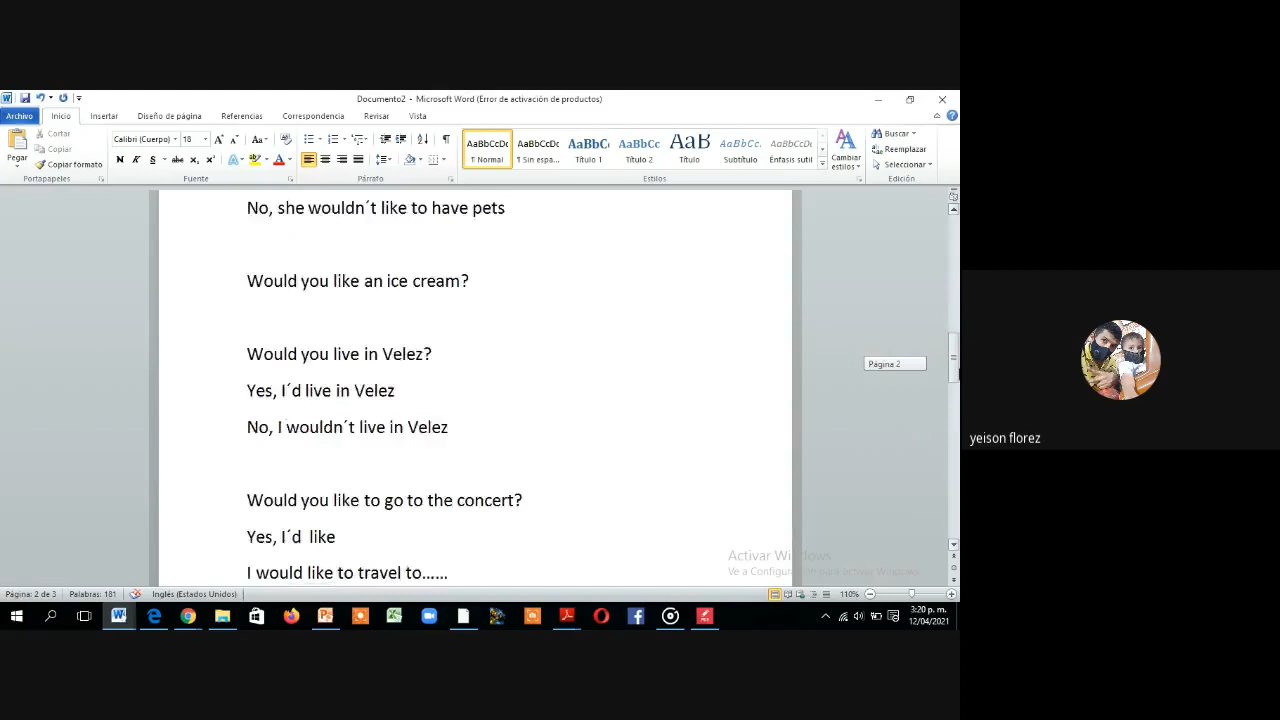 Documento2 - Microsoft Word (Error de activación de productos)
Archivo Inicio Insertar Diseño de página Referencias Correspondencia Revisar Vista
Pegar
Cortar
Copiar
Copiar formato
Portapapeles
Calibri (Cuerpo) 18
Fuente
Párrafo
AaBbCcDc AaBbCcDc AaBbC AaBbCc AaB AaBbCc. AaBbCcDc
¶ Normal ¶ Sin espa... Título 1 Título 2 Título Subtítulo Énfasis sutil
Estilos
Cambiar
estilos
Buscar
Reemplazar
Seleccionar
Edición
No, she wouldn´t like to have pets
Would you like an ice cream?
Would you live in Velez?
Yes, I´d live in Velez
No, I wouldn´t live in Velez
Would you like to go to the concert?
Yes, I´d like
I would like to travel to......
Página 2
yeison florez
Activar Windows
Ve a Configuración para activar Windows.
Página: 2 de 3 Palabras: 181 Inglés (Estados Unidos) 110%
3:20 p. m.
12/04/2021